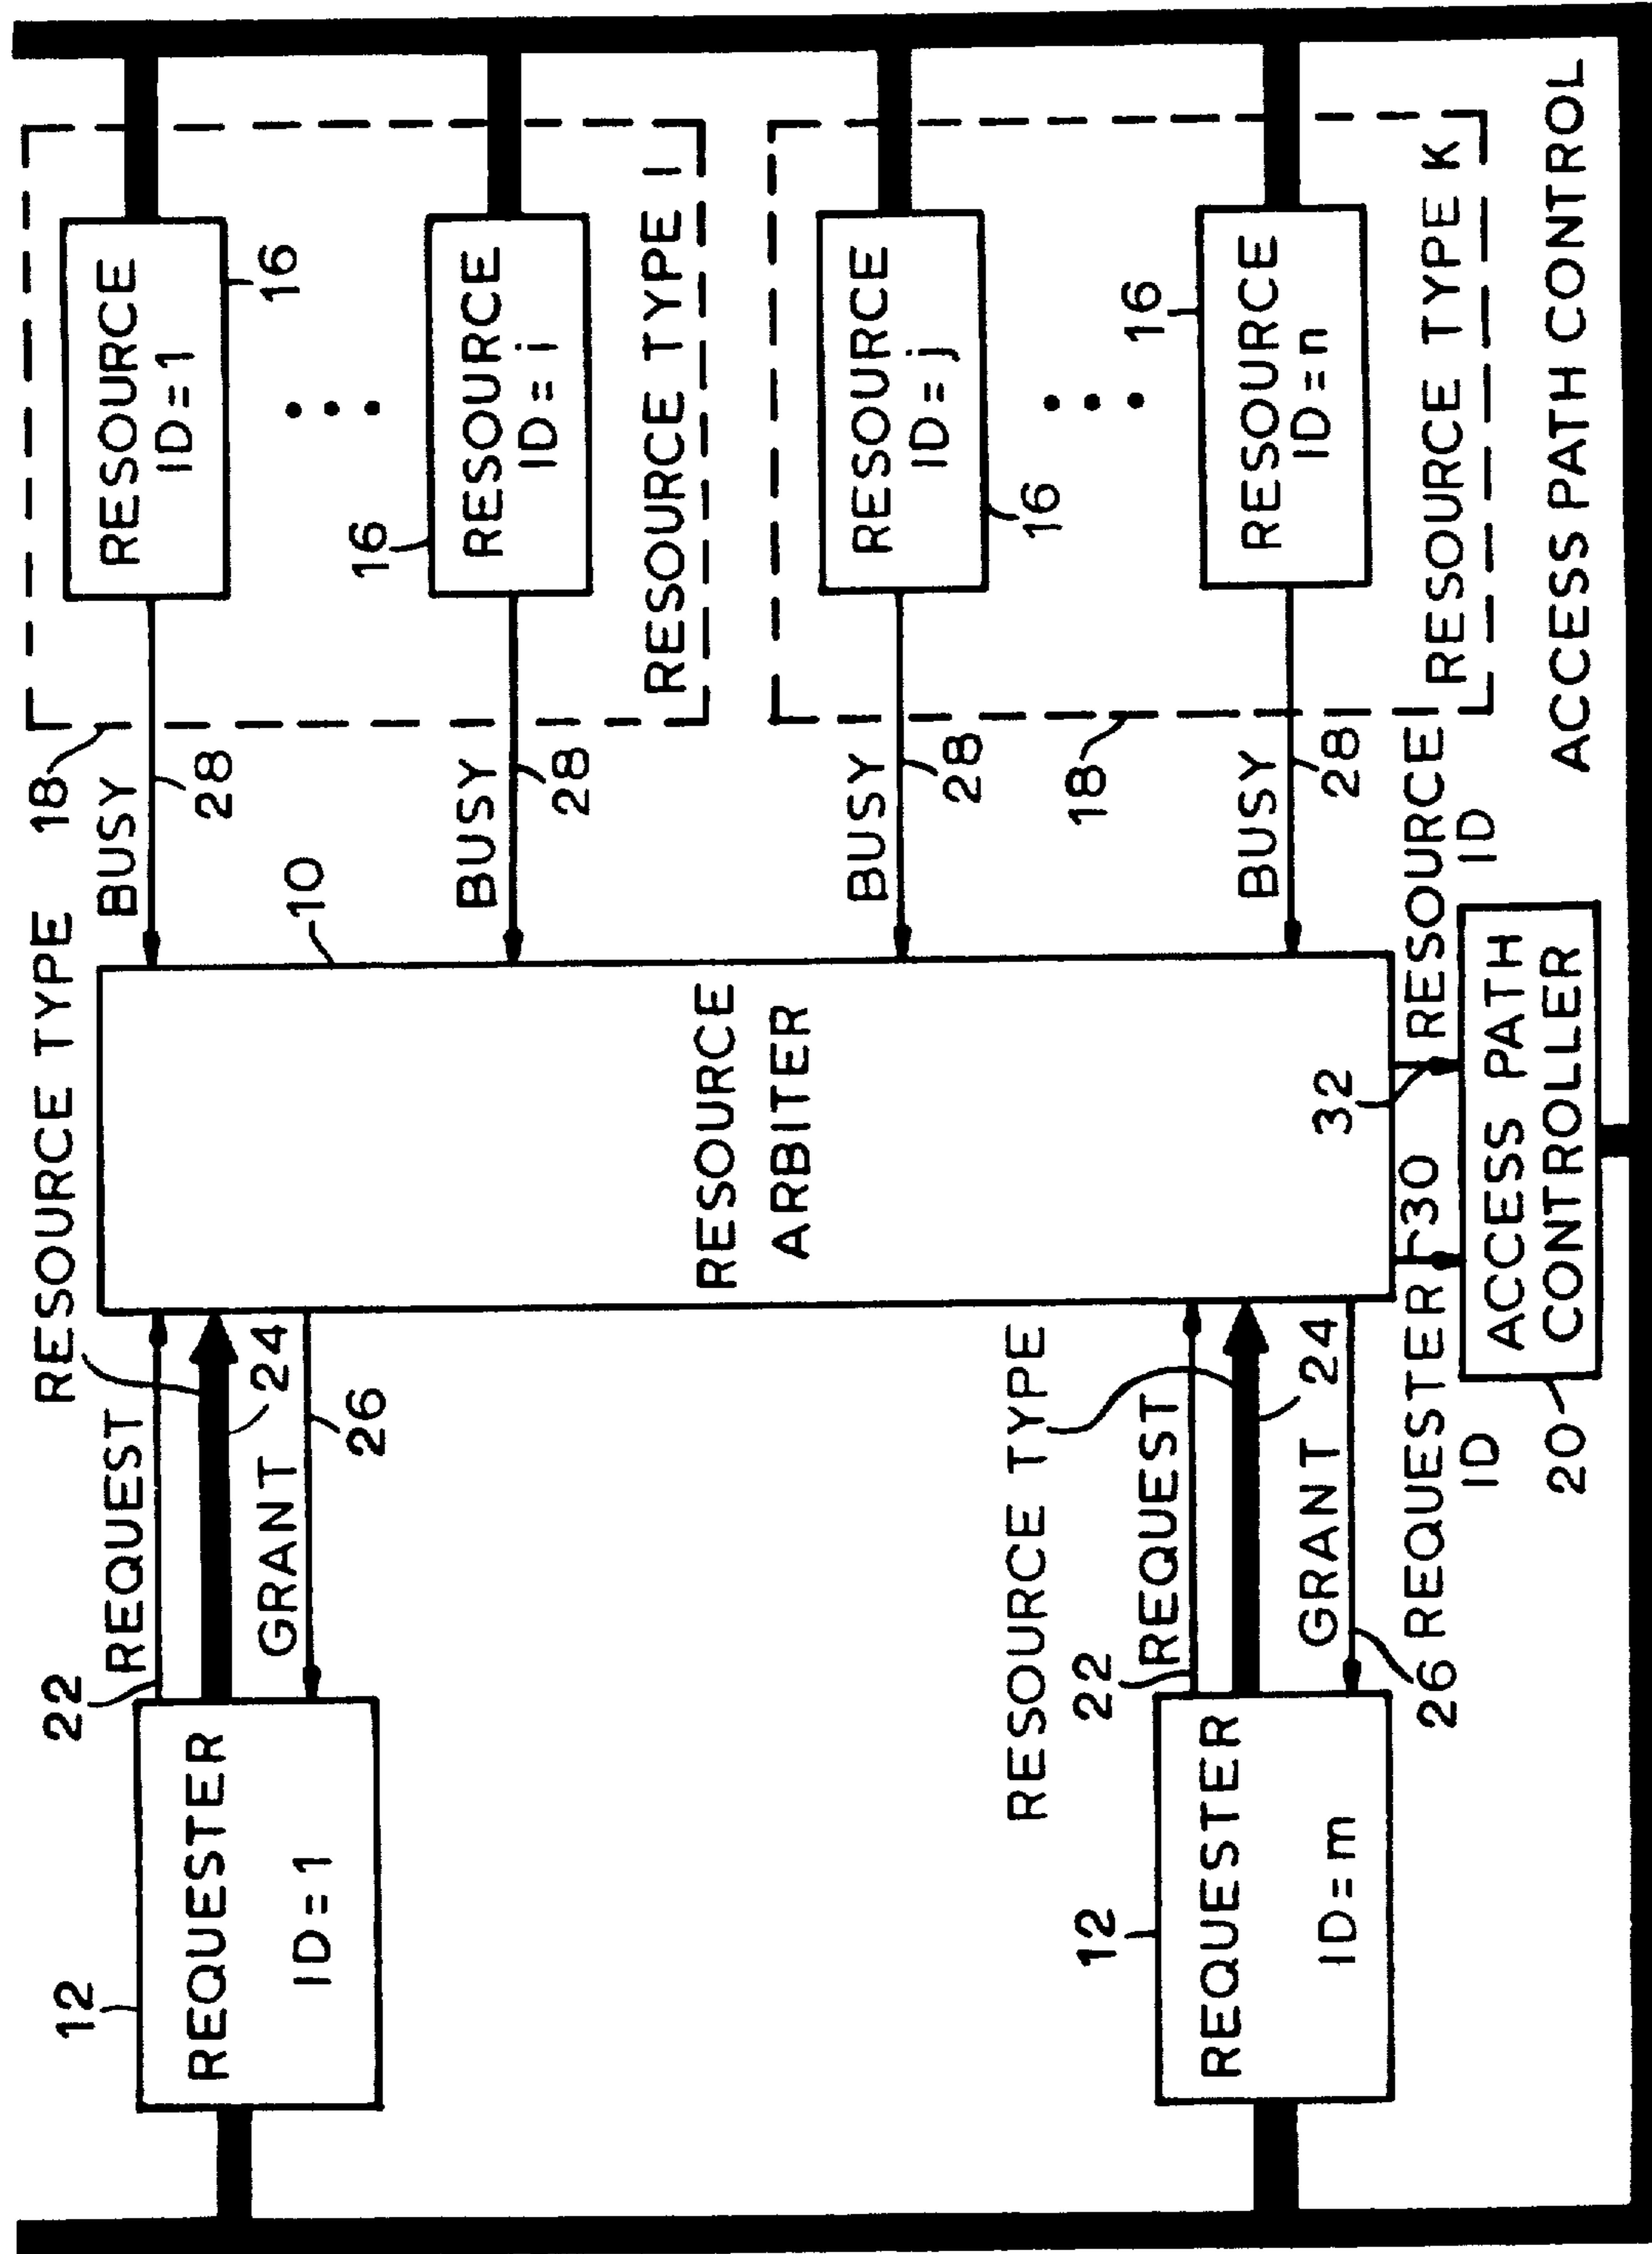 RESOURCE TYPE
18
12
22
REQUEST
BUSY
28
10
RESOURCE
ID = 1
16
REQUESTER
ID = 1
24
GRANT
26
16
BUSY
28
RESOURCE
ID = i
RESOURCE TYPE 1
RESOURCE
ARBITER
BUSY
28
RESOURCE
ID = j
16
RESOURCE TYPE
12
22
REQUEST
18
16
REQUESTER
ID = m
24
GRANT
26
32
BUSY
28
RESOURCE
ID = n
RESOURCE TYPE K
REQUESTER
ID
30
RESOURCE
ID
20
ACCESS PATH
CONTROLLER
ACCESS PATH CONTROL